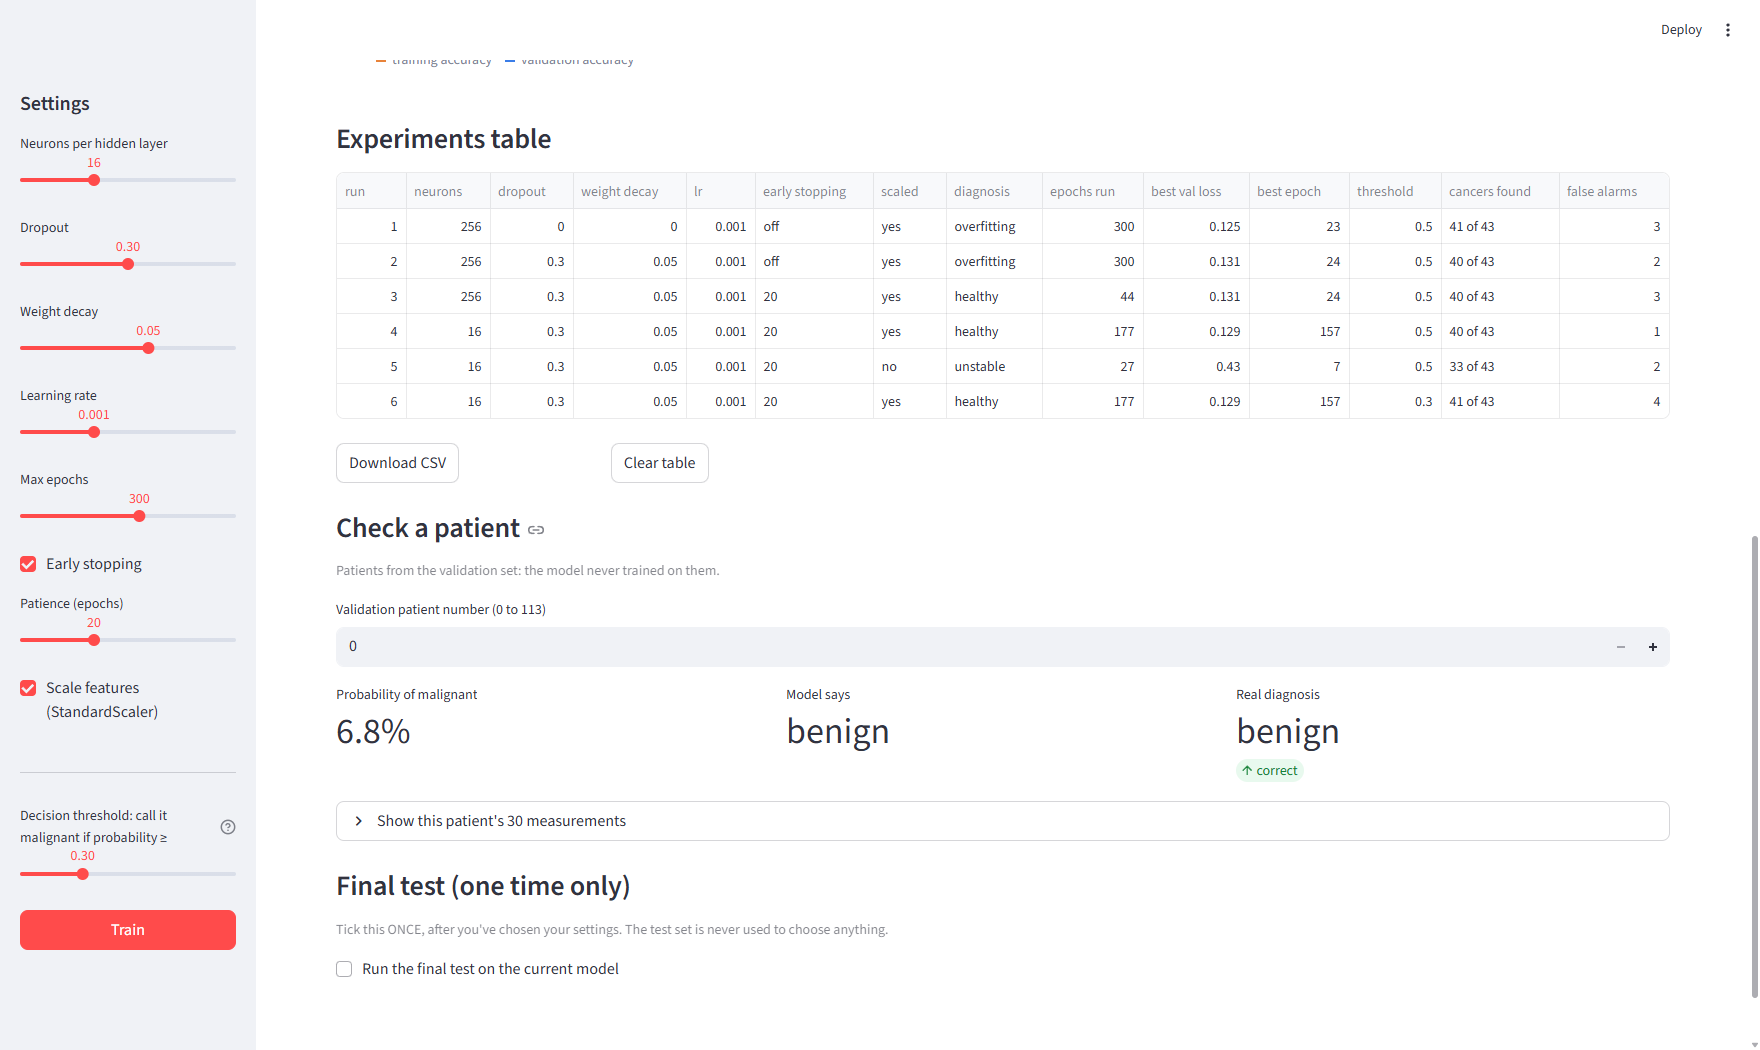 Deploy
training accuracy validation accuracy
Settings
Neurons per hidden layer
16
Dropout
0.30
Weight decay
0.05
Learning rate
0.001
Max epochs
300
Early stopping
Patience (epochs)
20
Scale features
(StandardScaler)
Decision threshold: call it
malignant if probability ≥
0.30
Train
Experiments table
run neurons dropout weight decay lr early stopping scaled diagnosis epochs run best val loss best epoch threshold cancers found false alarms
1 256 0 0 0.001 off yes overfitting 300 0.125 23 0.5 41 of 43 3
2 256 0.3 0.05 0.001 off yes overfitting 300 0.131 24 0.5 40 of 43 2
3 256 0.3 0.05 0.001 20 yes healthy 44 0.131 24 0.5 40 of 43 3
4 16 0.3 0.05 0.001 20 yes healthy 177 0.129 157 0.5 40 of 43 1
5 16 0.3 0.05 0.001 20 no unstable 27 0.43 7 0.5 33 of 43 2
6 16 0.3 0.05 0.001 20 yes healthy 177 0.129 157 0.3 41 of 43 4
Download CSV Clear table
Check a patient
Patients from the validation set: the model never trained on them.
Validation patient number (0 to 113)
0
Probability of malignant Model says Real diagnosis
6.8% benign benign
↑ correct
Show this patient's 30 measurements
Final test (one time only)
Tick this ONCE, after you've chosen your settings. The test set is never used to choose anything.
Run the final test on the current model